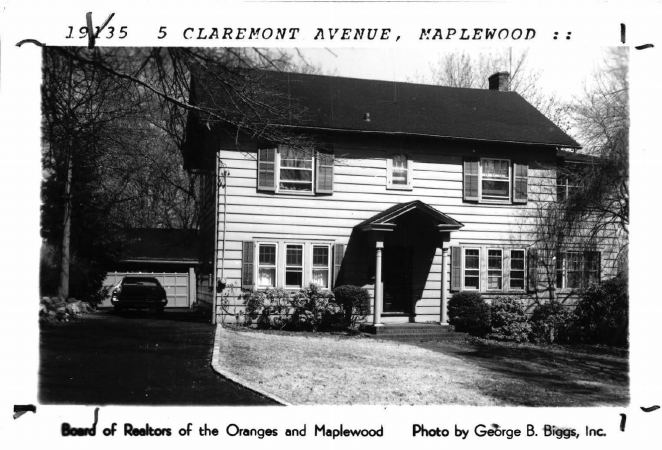 19135 5 CLAREMONT AVENUE, MAPLEWOOD ::
Board of Realtors of the Oranges and Maplewood Photo by George B. Biggs, Inc.